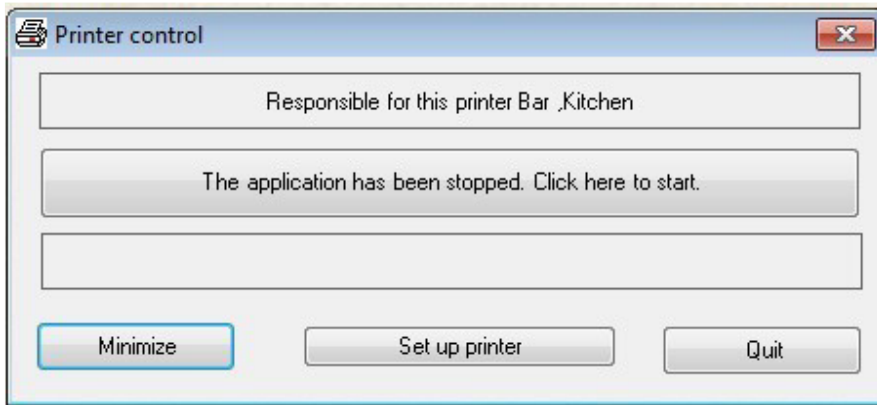 Printer control
Responsible for this printer Bar ,Kitchen
The application has been stopped. Click here to start.
Minimize
Set up printer
Quit